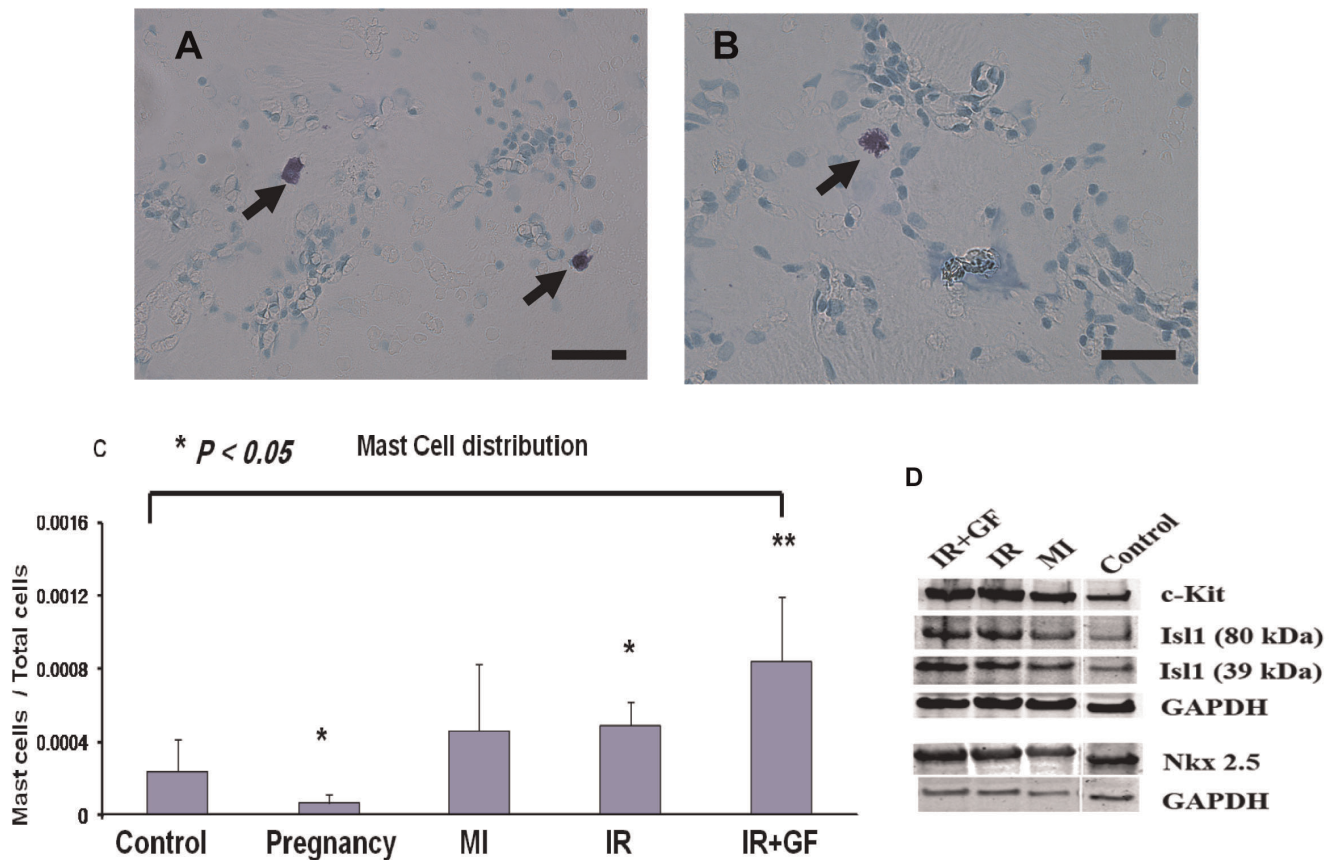 A
B
C
* P < 0.05
Mast Cell distribution
Mast cells / Total cells
0.0016
0.0012
0.0008
0.0004
0
*
*
**
Control
Pregnancy
MI
IR
IR+GF
D
IR+GF
IR
MI
Control
c-Kit
Isl1 (80 kDa)
Isl1 (39 kDa)
GAPDH
Nkx 2.5
GAPDH